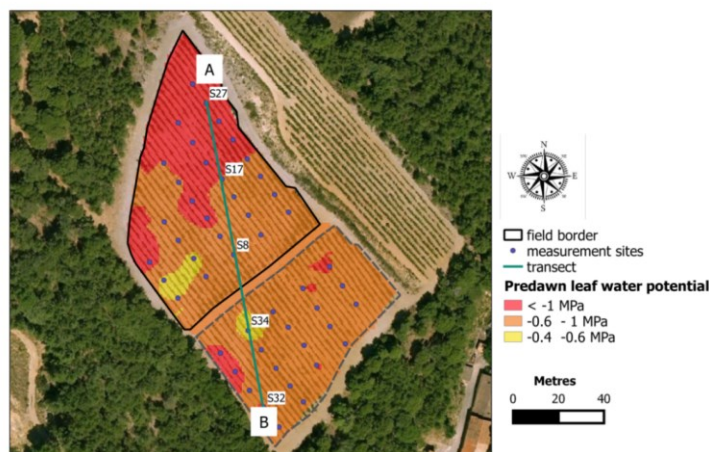 A
S27
S17
S8
S34
S32
B
N
W
E
S
field border
measurement sites
transect
Predawn leaf water potential
< -1 MPa
-0.6 - 1 MPa
-0.4 -0.6 MPa
Metres
0 20 40